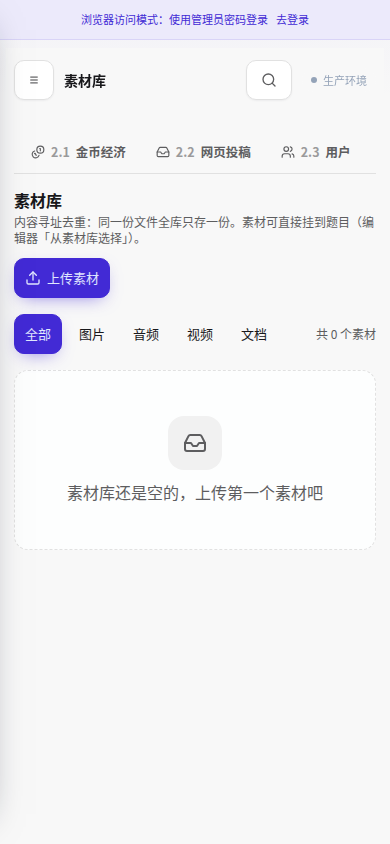 浏览器访问模式：使用管理员密码登录 去登录
素材库
生产环境
2.1 金币经济 2.2 网页投稿 2.3 用户
素材库
内容寻址去重：同一份文件全库只存一份。素材可直接挂到题目（编
辑器「从素材库选择」）。
上传素材
全部 图片 音频 视频 文档 共 0 个素材
素材库还是空的，上传第一个素材吧